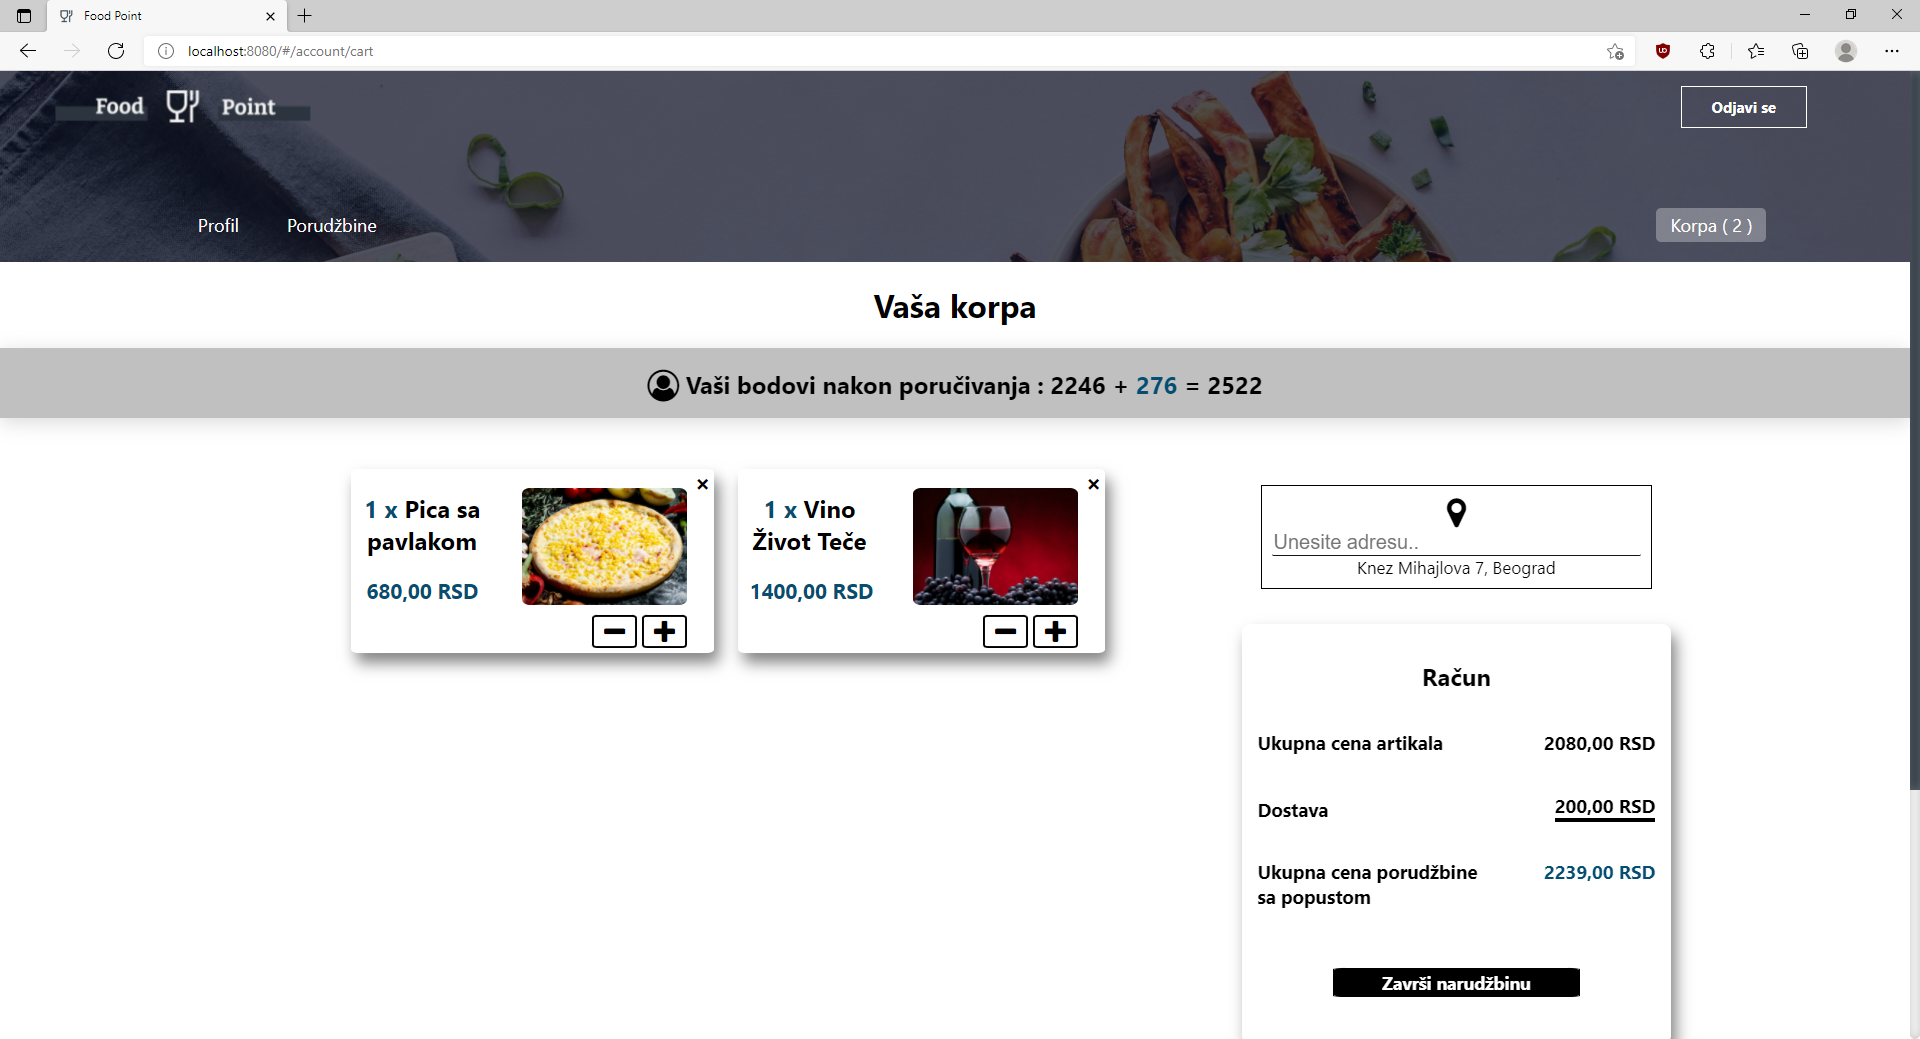 Food Point
localhost:8080/#/account/cart
Food Point
Odjavi se
Profil
Porudžbine
Korpa ( 2 )
Vaša korpa
Vaši bodovi nakon poručivanja : 2246 + 276 = 2522
1 x Pica sa
pavlakom
680,00 RSD
1 x Vino
Život Teče
1400,00 RSD
Unesite adresu..
Knez Mihajlova 7, Beograd
Račun
Ukupna cena artikala 2080,00 RSD
Dostava 200,00 RSD
Ukupna cena porudžbine 2239,00 RSD
sa popustom
Završi narudžbinu